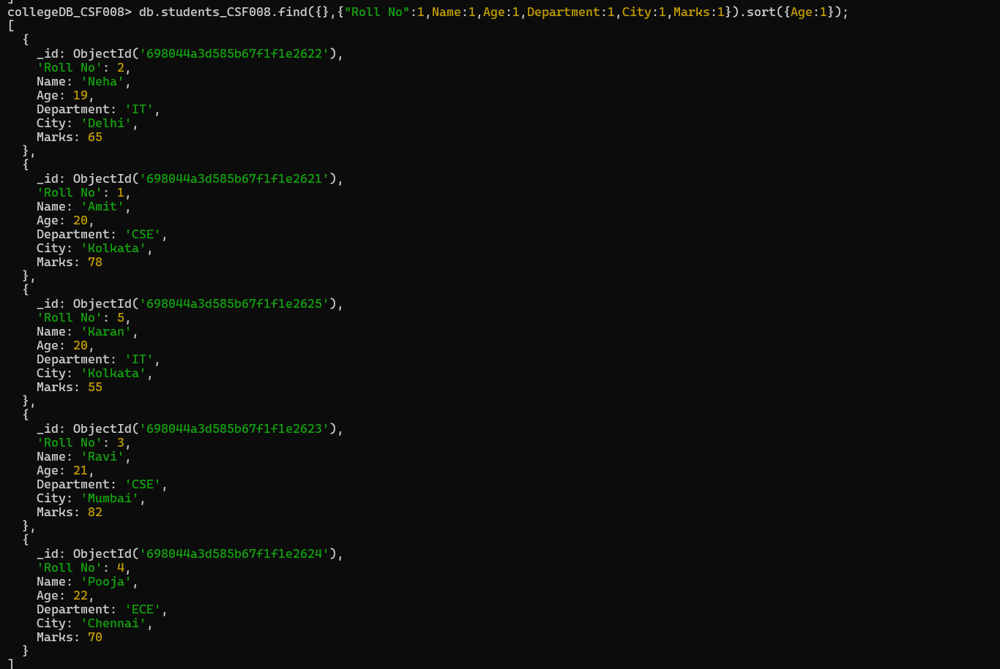 ]
collegeDB_CSF008> db.students_CSF008.find({},{"Roll No":1,Name:1,Age:1,Department:1,City:1,Marks:1}).sort({Age:1});
[
  {
    _id: ObjectId('698044a3d585b67f1f1e2622'),
    'Roll No': 2,
    Name: 'Neha',
    Age: 19,
    Department: 'IT',
    City: 'Delhi',
    Marks: 65
  },
  {
    _id: ObjectId('698044a3d585b67f1f1e2621'),
    'Roll No': 1,
    Name: 'Amit',
    Age: 20,
    Department: 'CSE',
    City: 'Kolkata',
    Marks: 78
  },
  {
    _id: ObjectId('698044a3d585b67f1f1e2625'),
    'Roll No': 5,
    Name: 'Karan',
    Age: 20,
    Department: 'IT',
    City: 'Kolkata',
    Marks: 55
  },
  {
    _id: ObjectId('698044a3d585b67f1f1e2623'),
    'Roll No': 3,
    Name: 'Ravi',
    Age: 21,
    Department: 'CSE',
    City: 'Mumbai',
    Marks: 82
  },
  {
    _id: ObjectId('698044a3d585b67f1f1e2624'),
    'Roll No': 4,
    Name: 'Pooja',
    Age: 22,
    Department: 'ECE',
    City: 'Chennai',
    Marks: 70
  }
]